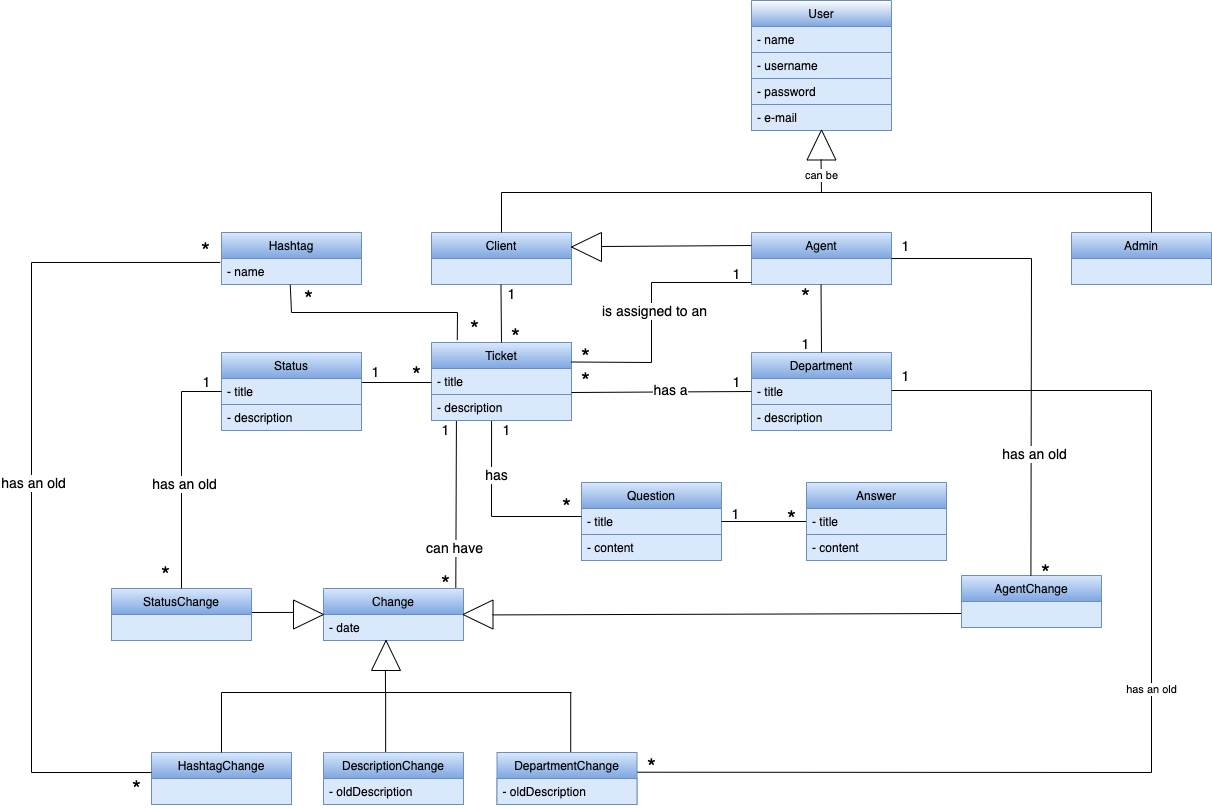 User
- name
- username
- password
- e-mail
can be
* Hashtag Client Agent 1 Admin
- name
* 1 1 *
is assigned to an
* * *
1
Ticket
Status * Department
1 * 1 1
1 - title - title - title
has a
- description - description - description
1 1
has an old
has
has an old has an old
Question Answer
* 1 *
- title - title
- content - content
can have
* * *
StatusChange Change AgentChange
- date
has an old
HashtagChange DescriptionChange DepartmentChange *
* - oldDescription - oldDescription